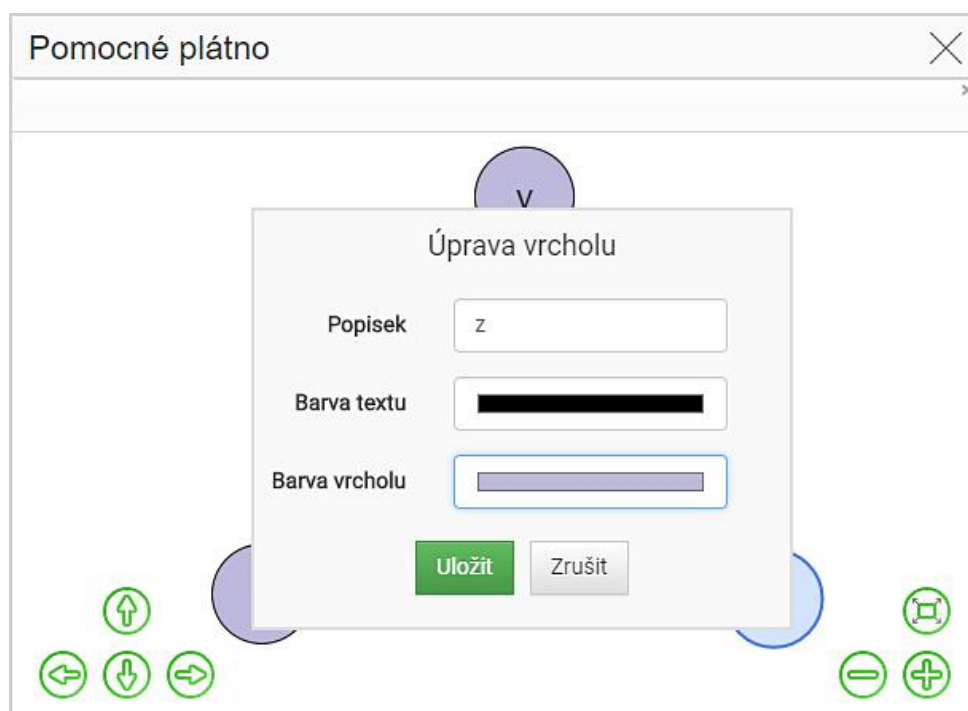 Pomocné plátno
v
Úprava vrcholu
Popisek z
Barva textu
Barva vrcholu
Uložit Zrušit